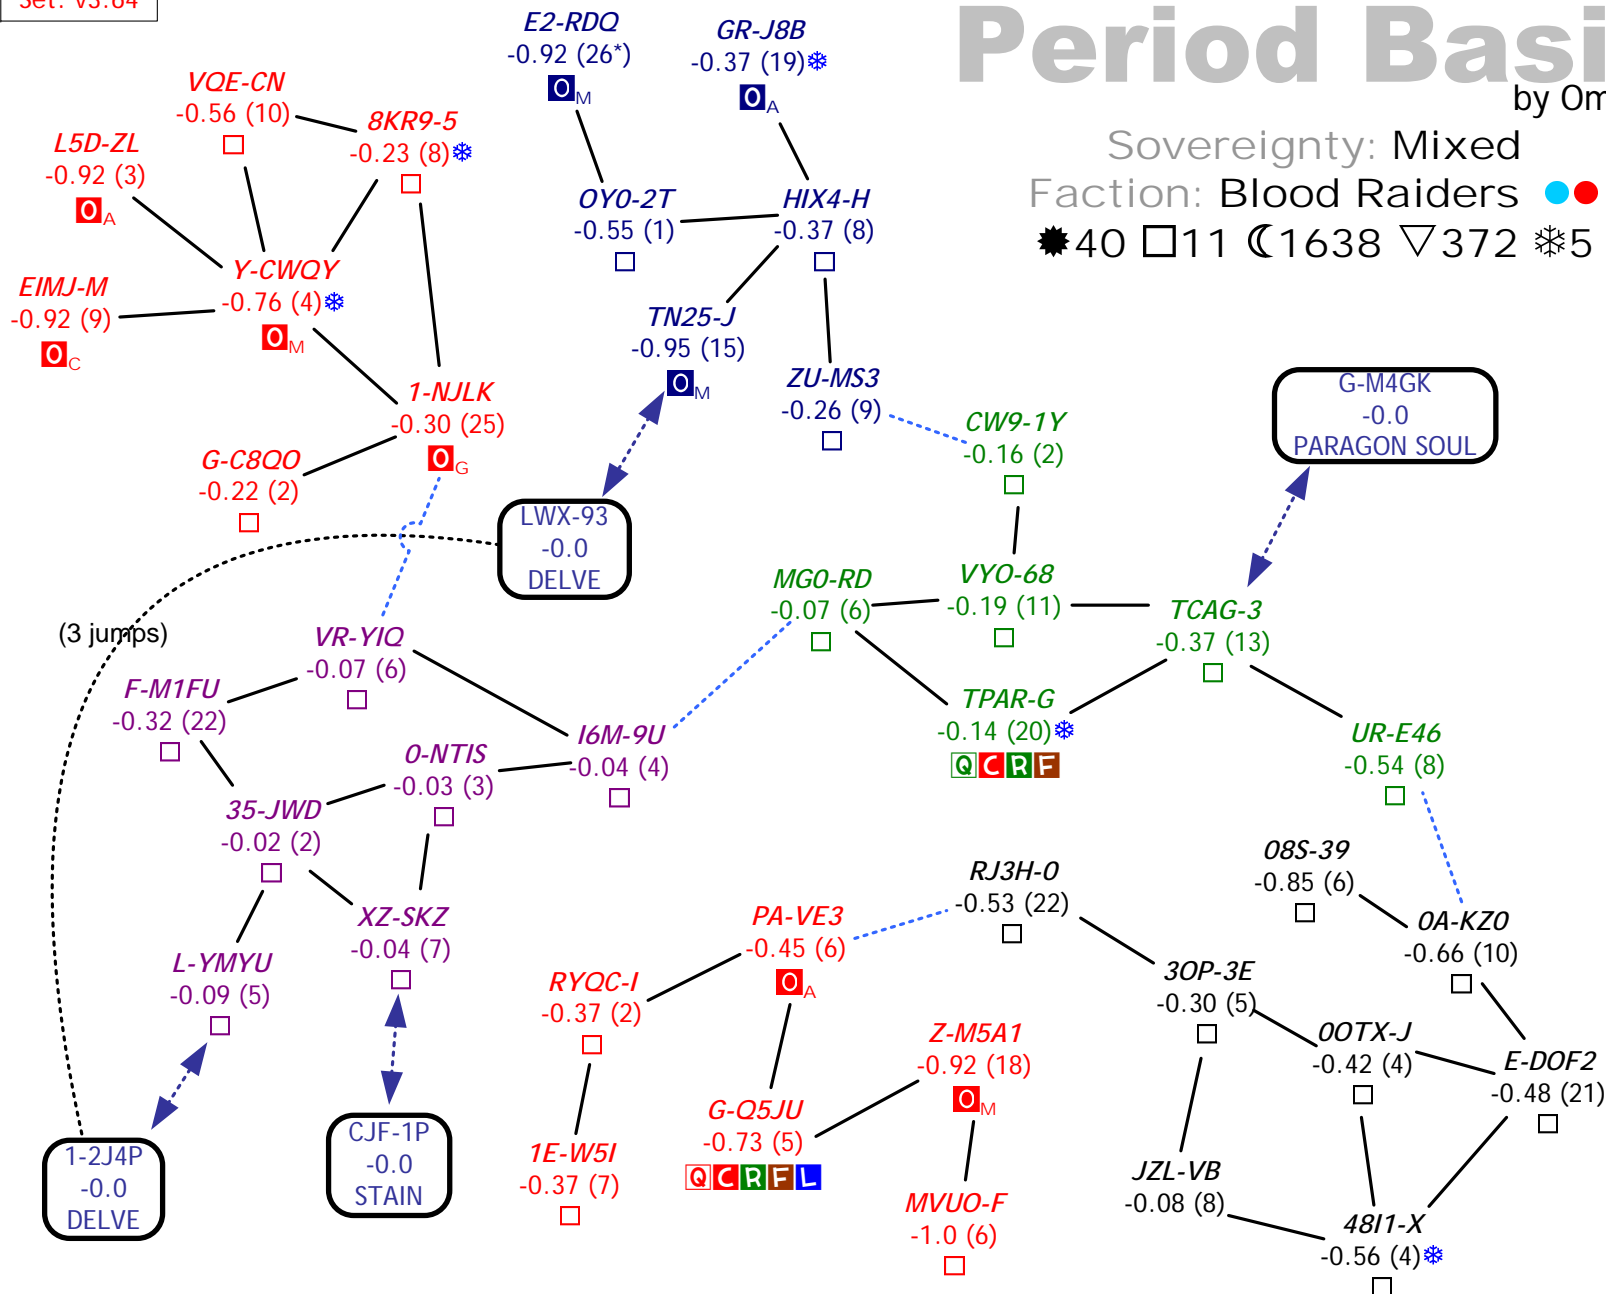 Set: v3.64
Period Basi
by Om
Sovereignty: Mixed
Faction: Blood Raiders
40 11 1638 372 5
E2-RDQ
-0.92 (26*)
O M
GR-J8B
-0.37 (19)
O A
VQE-CN
-0.56 (10)
8KR9-5
-0.23 (8)
L5D-ZL
-0.92 (3)
O A
OY0-2T
-0.55 (1)
HIX4-H
-0.37 (8)
Y-CWQY
-0.76 (4)
O M
EIMJ-M
-0.92 (9)
O C
TN25-J
-0.95 (15)
O M
ZU-MS3
-0.26 (9)
1-NJLK
-0.30 (25)
O G
CW9-1Y
-0.16 (2)
G-M4GK
-0.0
PARAGON SOUL
G-C8QO
-0.22 (2)
LWX-93
-0.0
DELVE
MG0-RD
-0.07 (6)
VYO-68
-0.19 (11)
TCAG-3
-0.37 (13)
(3 jumps)
VR-YIQ
-0.07 (6)
F-M1FU
-0.32 (22)
TPAR-G
-0.14 (20)
Q C R F
I6M-9U
-0.04 (4)
0-NTIS
-0.03 (3)
UR-E46
-0.54 (8)
35-JWD
-0.02 (2)
08S-39
-0.85 (6)
RJ3H-0
-0.53 (22)
XZ-SKZ
-0.04 (7)
PA-VE3
-0.45 (6)
O A
0A-KZ0
-0.66 (10)
L-YMYU
-0.09 (5)
RYQC-I
-0.37 (2)
3OP-3E
-0.30 (5)
Z-M5A1
-0.92 (18)
O M
0OTX-J
-0.42 (4)
E-DOF2
-0.48 (21)
G-Q5JU
-0.73 (5)
Q C R F L
1-2J4P
-0.0
DELVE
CJF-1P
-0.0
STAIN
1E-W5I
-0.37 (7)
JZL-VB
-0.08 (8)
MVUO-F
-1.0 (6)
48I1-X
-0.56 (4)